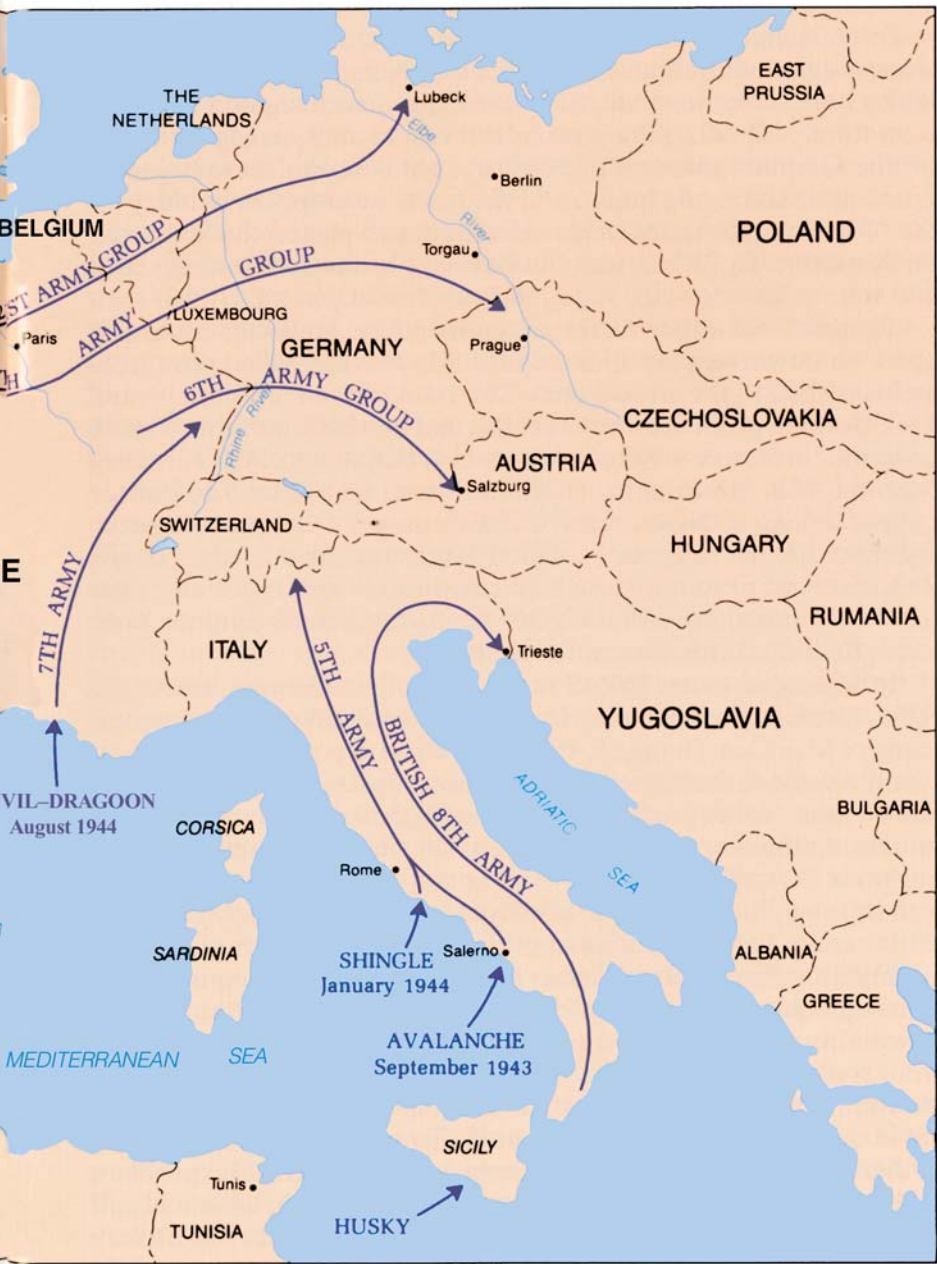 EAST
PRUSSIA
THE
NETHERLANDS
Lubeck
Elbe
River
Berlin
BELGIUM
POLAND
Torgau
ST ARMY GROUP
ARMY GROUP
LUXEMBOURG
Paris
GERMANY
Prague
6TH ARMY GROUP
Rhine River
CZECHOSLOVAKIA
AUSTRIA
Salzburg
SWITZERLAND
HUNGARY
E
7TH ARMY
RUMANIA
ITALY
5TH ARMY
Trieste
YUGOSLAVIA
BRITISH 8TH ARMY
ADRIATIC
SEA
VIL–DRAGOON
August 1944
CORSICA
BULGARIA
Rome
SARDINIA
SHINGLE
January 1944
Salerno
ALBANIA
GREECE
AVALANCHE
September 1943
MEDITERRANEAN SEA
SICILY
Tunis
TUNISIA
HUSKY